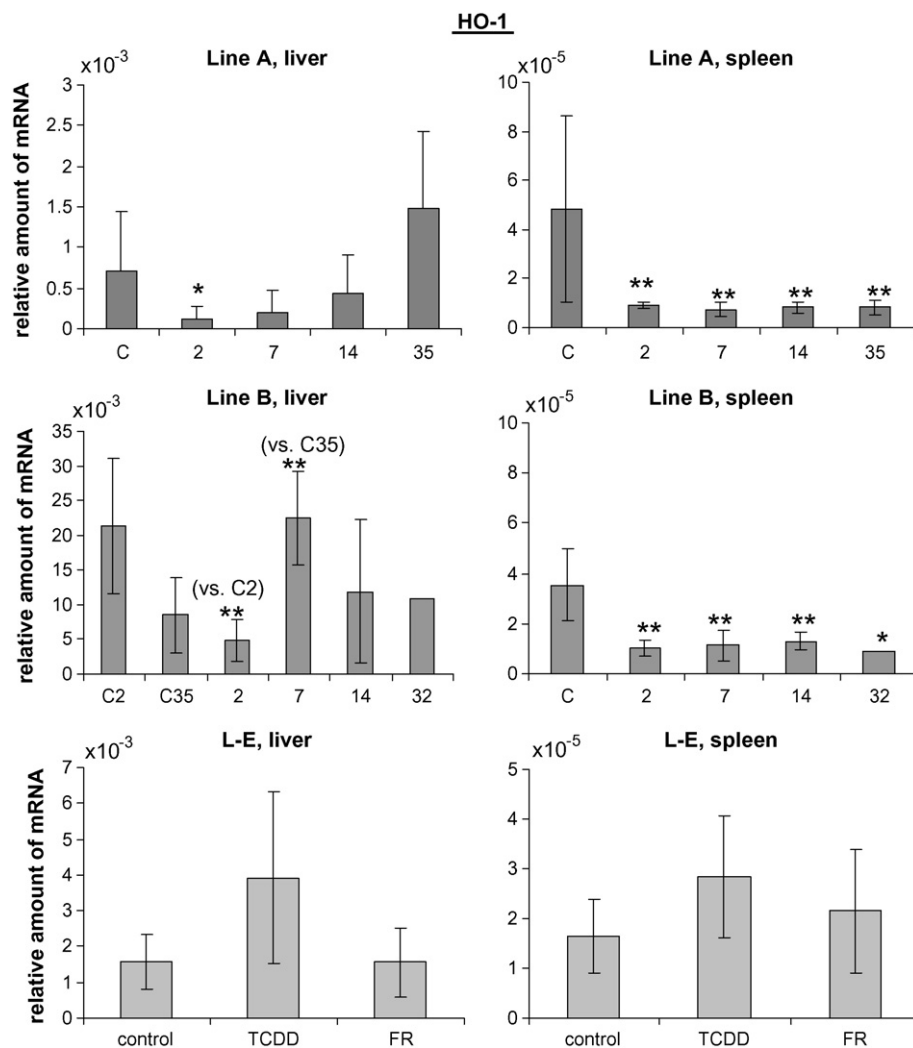 HO-1
Line A, liver
x10-3
relative amount of mRNA
3
2.5
2
1.5
1
0.5
0
*
C
2
7
14
35
Line A, spleen
x10-5
10
8
6
4
2
0
**
**
**
**
C
2
7
14
35
Line B, liver
x10-3
relative amount of mRNA
35
30
25
20
15
10
5
0
(vs. C2)
**
(vs. C35)
**
C2
C35
2
7
14
32
Line B, spleen
x10-5
10
8
6
4
2
0
**
**
**
*
C
2
7
14
32
L-E, liver
x10-3
relative amount of mRNA
7
6
5
4
3
2
1
0
control
TCDD
FR
L-E, spleen
x10-5
5
4
3
2
1
0
control
TCDD
FR